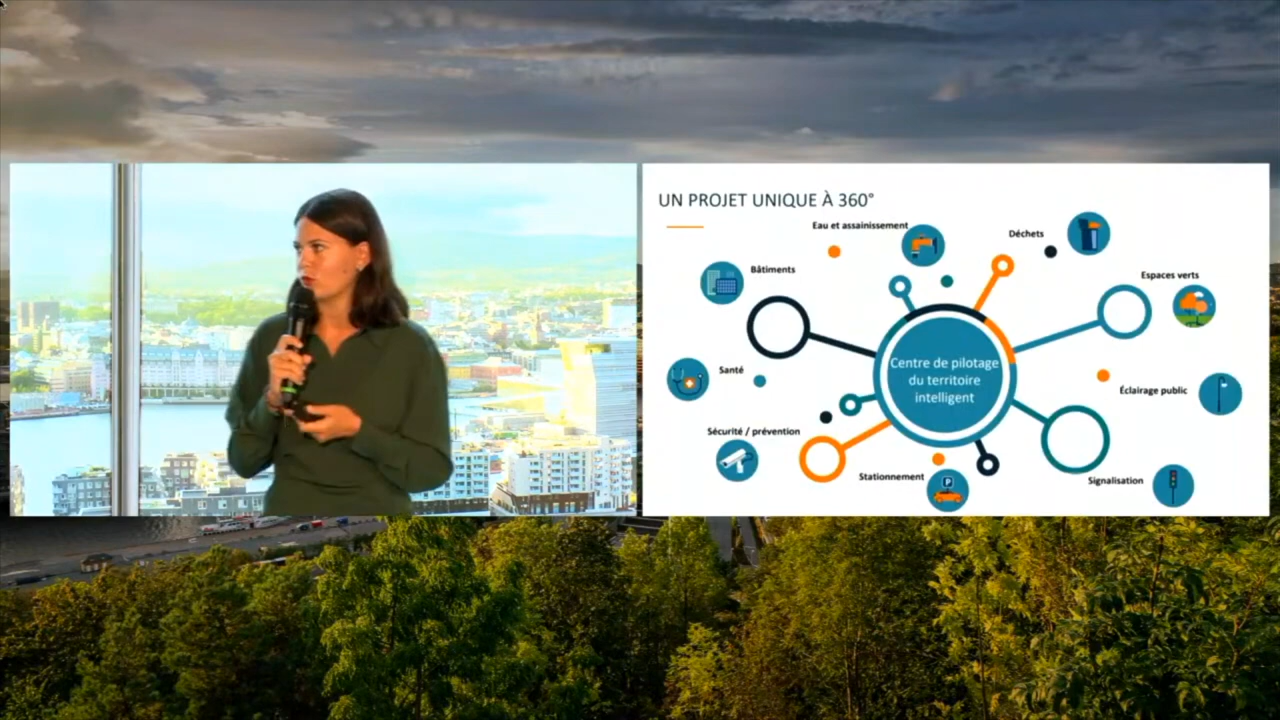 UN PROJET UNIQUE À 360°
Eau et assainissement
Déchets
Bâtiments
Espaces verts
Centre de pilotage
du territoire
intelligent
Santé
Éclairage public
Sécurité / prévention
Stationnement
P
Signalisation